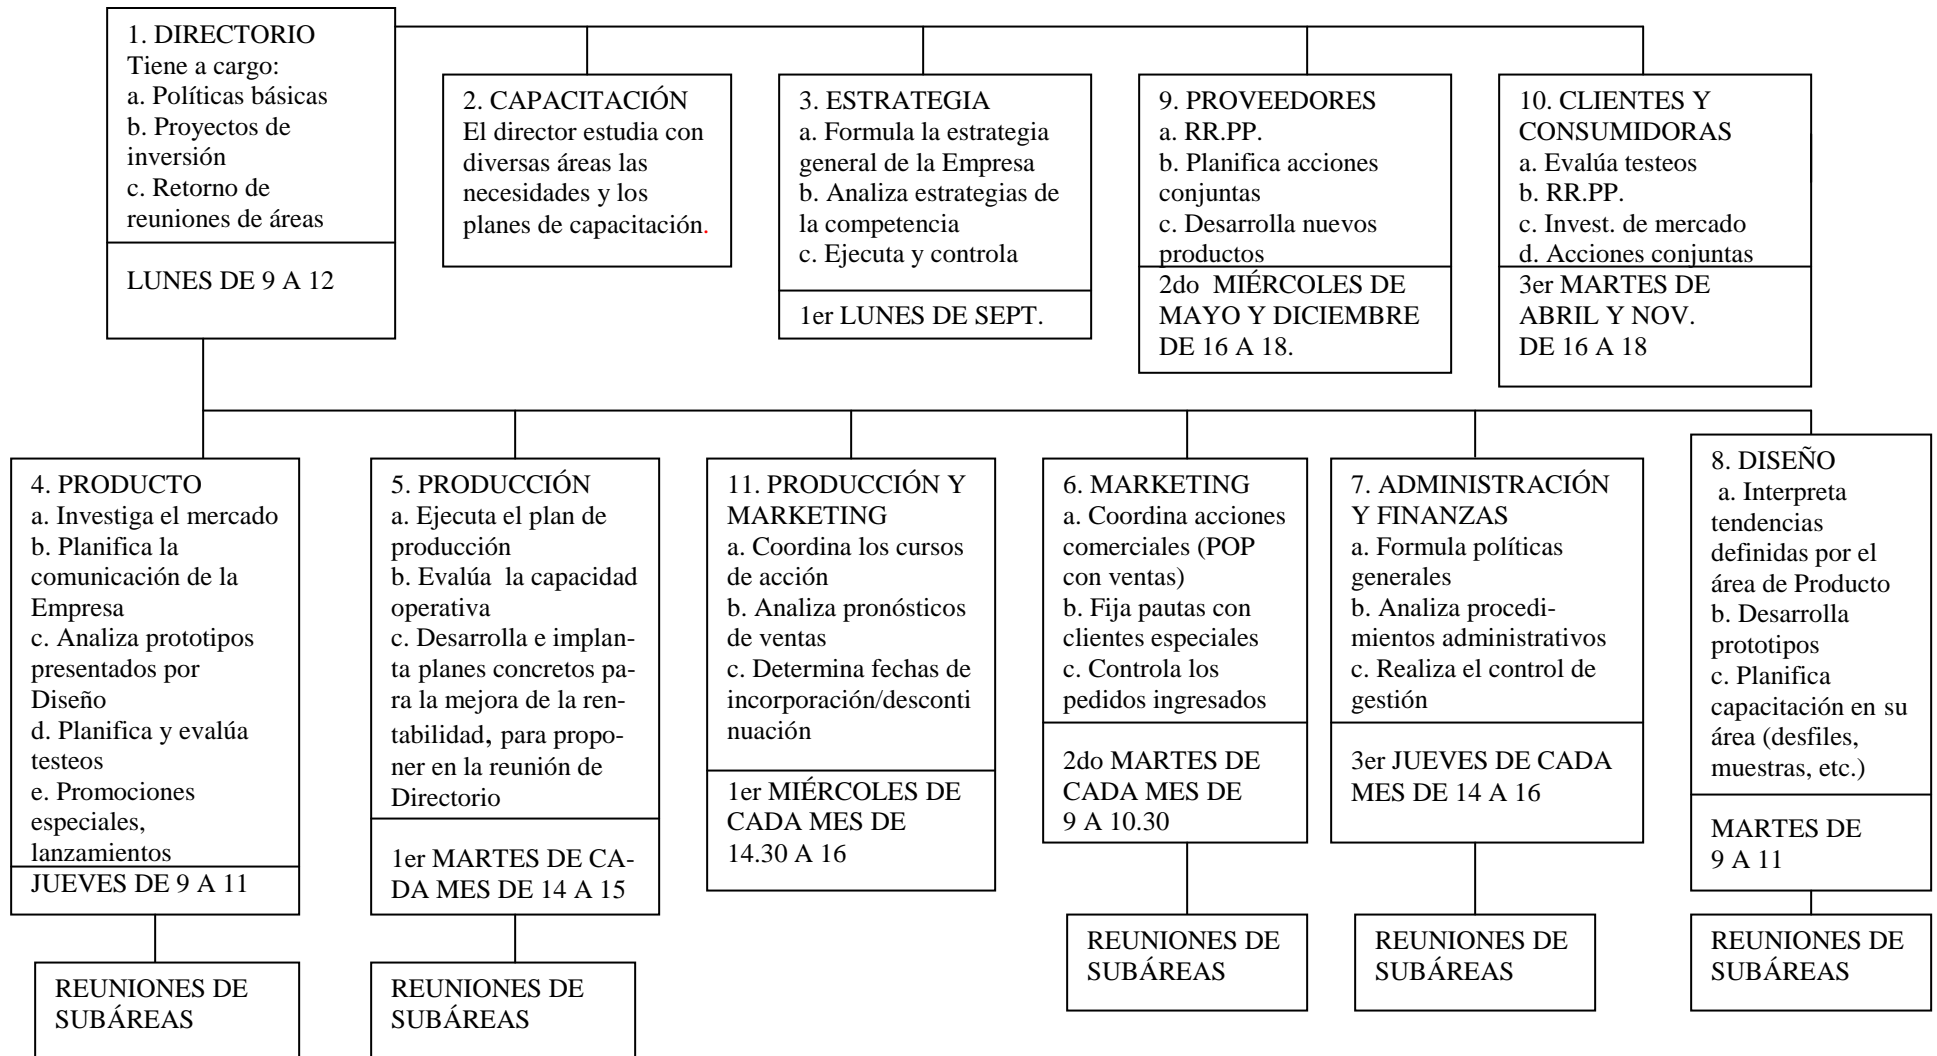 1. DIRECTORIO
Tiene a cargo:
a. Políticas básicas
b. Proyectos de
inversión
c. Retorno de
reuniones de áreas
LUNES DE 9 A 12
2. CAPACITACIÓN
El director estudia con
diversas áreas las
necesidades y los
planes de capacitación.
3. ESTRATEGIA
a. Formula la estrategia
general de la Empresa
b. Analiza estrategias de
la competencia
c. Ejecuta y controla
1er LUNES DE SEPT.
9. PROVEEDORES
a. RR.PP.
b. Planifica acciones
conjuntas
c. Desarrolla nuevos
productos
2do MIÉRCOLES DE
MAYO Y DICIEMBRE
DE 16 A 18.
10. CLIENTES Y
CONSUMIDORAS
a. Evalúa testeos
b. RR.PP.
c. Invest. de mercado
d. Acciones conjuntas
3er MARTES DE
ABRIL Y NOV.
DE 16 A 18
4. PRODUCTO
a. Investiga el mercado
b. Planifica la
comunicación de la
Empresa
c. Analiza prototipos
presentados por
Diseño
d. Planifica y evalúa
testeos
e. Promociones
especiales,
lanzamientos
JUEVES DE 9 A 11
REUNIONES DE
SUBÁREAS
5. PRODUCCIÓN
a. Ejecuta el plan de
producción
b. Evalúa la capacidad
operativa
c. Desarrolla e implan-
ta planes concretos pa-
ra la mejora de la ren-
tabilidad, para propo-
ner en la reunión de
Directorio
1er MARTES DE CA-
DA MES DE 14 A 15
REUNIONES DE
SUBÁREAS
11. PRODUCCIÓN Y
MARKETING
a. Coordina los cursos
de acción
b. Analiza pronósticos
de ventas
c. Determina fechas de
incorporación/desconti
nuación
1er MIÉRCOLES DE
CADA MES DE
14.30 A 16
6. MARKETING
a. Coordina acciones
comerciales (POP
con ventas)
b. Fija pautas con
clientes especiales
c. Controla los
pedidos ingresados
2do MARTES DE
CADA MES DE
9 A 10.30
REUNIONES DE
SUBÁREAS
7. ADMINISTRACIÓN
Y FINANZAS
a. Formula políticas
generales
b. Analiza procedi-
mientos administrativos
c. Realiza el control de
gestión
3er JUEVES DE CADA
MES DE 14 A 16
REUNIONES DE
SUBÁREAS
8. DISEÑO
a. Interpreta
tendencias
definidas por el
área de Producto
b. Desarrolla
prototipos
c. Planifica
capacitación en su
área (desfiles,
muestras, etc.)
MARTES DE
9 A 11
REUNIONES DE
SUBÁREAS